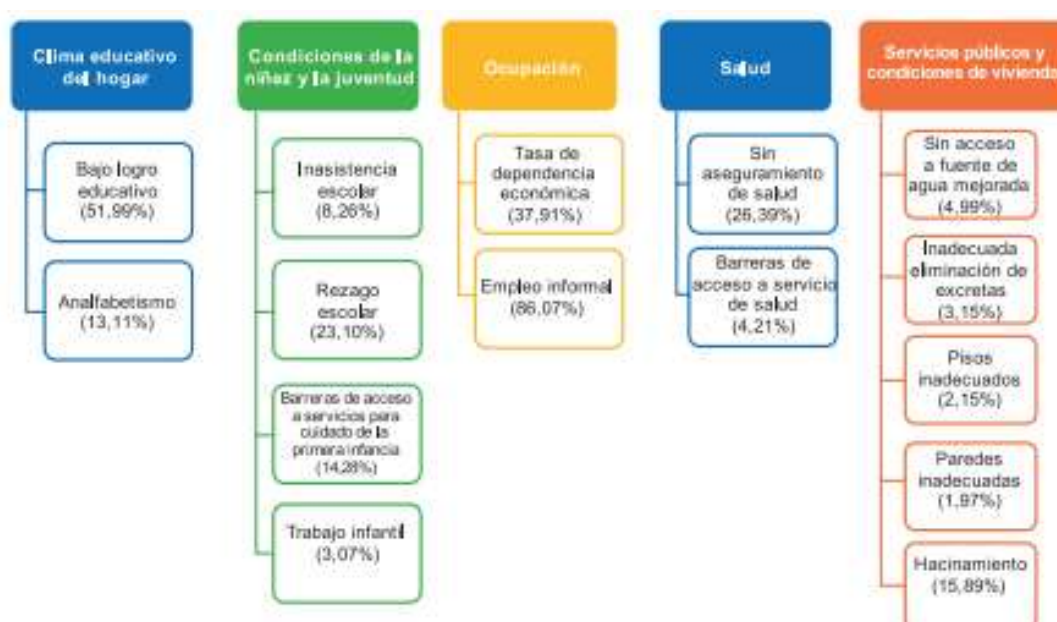 Clima educativo
del hogar
Bajo logro
educativo
(51,99%)
Analfabetismo
(13,11%)
Condiciones de la
niñez y la juventud
Inasistencia
escolar
(8,26%)
Rezago
escolar
(23,10%)
Barreras de acceso
a servicios para
cuidado de la
primera infancia
(14,28%)
Trabajo infantil
(3,07%)
Ocupación
Tasa de
dependencia
económica
(37,91%)
Empleo informal
(86,07%)
Salud
Sin
aseguramiento
de salud
(26,39%)
Barreras de
acceso a servicio
de salud
(4,21%)
Servicios públicos y
condiciones de vivienda
Sin acceso
a fuente de
agua mejorada
(4,99%)
Inadecuada
eliminación de
excretas
(3,15%)
Pisos
inadecuados
(2,15%)
Paredes
inadecuadas
(1,97%)
Hacinamiento
(15,89%)